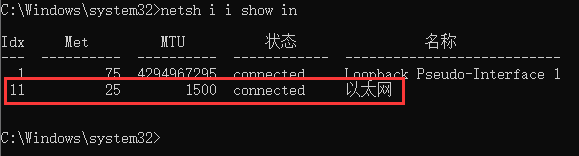 C:\Windows\system32>netsh i i show in
Idx Met MTU 状态 名称
--- ---------- ---------- ------------ ---------------------------
1 75 4294967295 connected Loopback Pseudo-Interface 1
11 25 1500 connected 以太网
C:\Windows\system32>